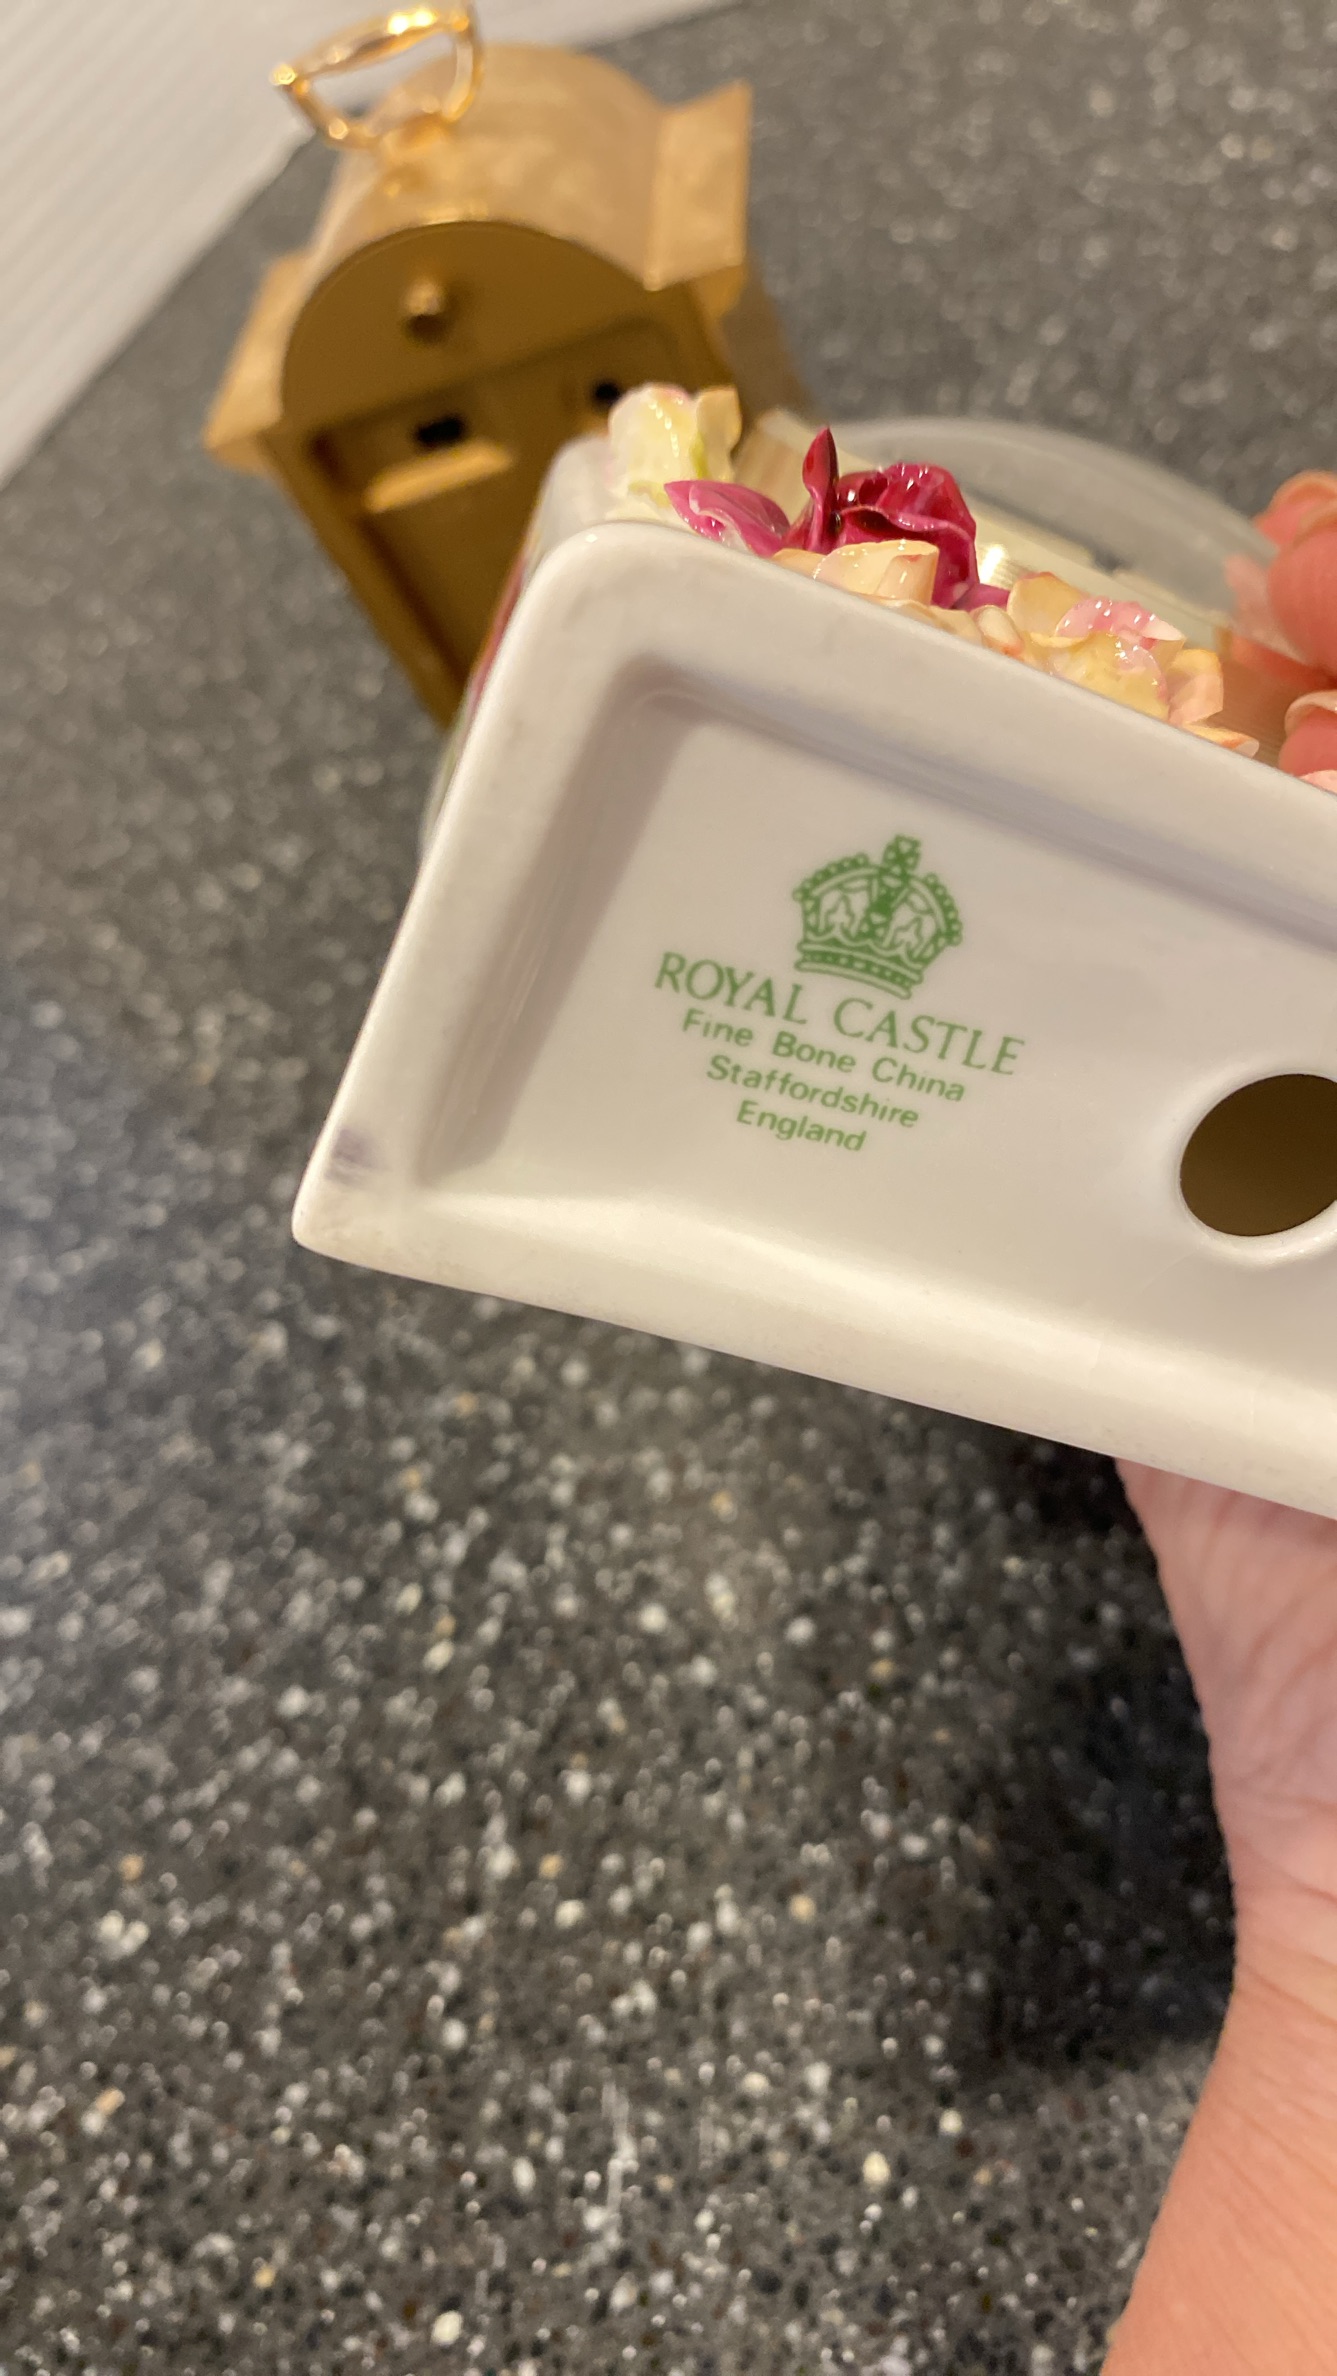 ROYAL CASTLE
Fine Bone China
Staffordshire
England